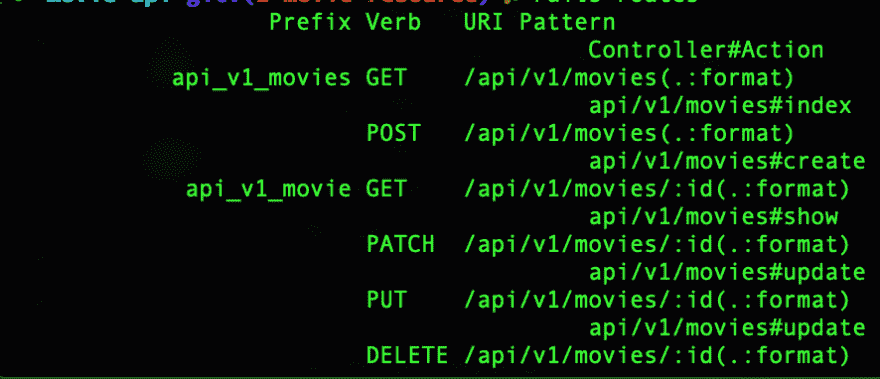 Prefix Verb URI Pattern
Controller#Action
api_v1_movies GET /api/v1/movies(.:format)
api/v1/movies#index
POST /api/v1/movies(.:format)
api/v1/movies#create
api_v1_movie GET /api/v1/movies/:id(.:format)
api/v1/movies#show
PATCH /api/v1/movies/:id(.:format)
api/v1/movies#update
PUT /api/v1/movies/:id(.:format)
api/v1/movies#update
DELETE /api/v1/movies/:id(.:format)